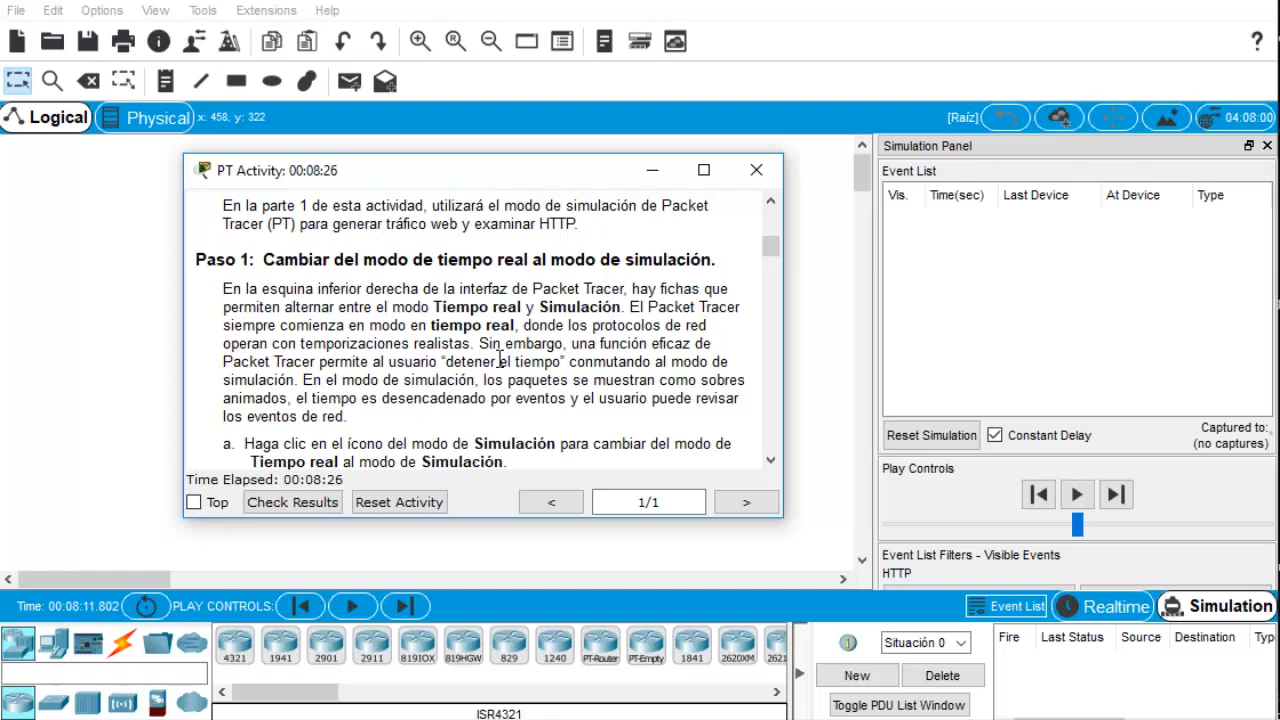 File Edit Options View Tools Extensions Help
Logical Physical x: 458, y: 322 [Raíz] 04:08:00
PT Activity: 00:08:26
En la parte 1 de esta actividad, utilizará el modo de simulación de Packet
Tracer (PT) para generar tráfico web y examinar HTTP.
Paso 1: Cambiar del modo de tiempo real al modo de simulación.
En la esquina inferior derecha de la interfaz de Packet Tracer, hay fichas que
permiten alternar entre el modo Tiempo real y Simulación. El Packet Tracer
siempre comienza en modo en tiempo real, donde los protocolos de red
operan con temporizaciones realistas. Sin embargo, una función eficaz de
Packet Tracer permite al usuario “detener el tiempo” conmutando al modo de
simulación. En el modo de simulación, los paquetes se muestran como sobres
animados, el tiempo es desencadenado por eventos y el usuario puede revisar
los eventos de red.
a. Haga clic en el ícono del modo de Simulación para cambiar del modo de
Tiempo real al modo de Simulación.
Time Elapsed: 00:08:26
Top Check Results Reset Activity < 1/1 >
Simulation Panel
Event List
Vis. Time(sec) Last Device At Device Type
Reset Simulation Constant Delay Captured to:
(no captures)
Play Controls
Event List Filters - Visible Events
HTTP
Time: 00:08:11.802 PLAY CONTROLS: Event List Realtime Simulation
4321 1941 2901 2911 819IOX 819HGW 829 1240 PT-Router PT-Empty 1841 2620XM 2621
ISR4321
Situación 0
New Delete
Toggle PDU List Window
Fire Last Status Source Destination Typ